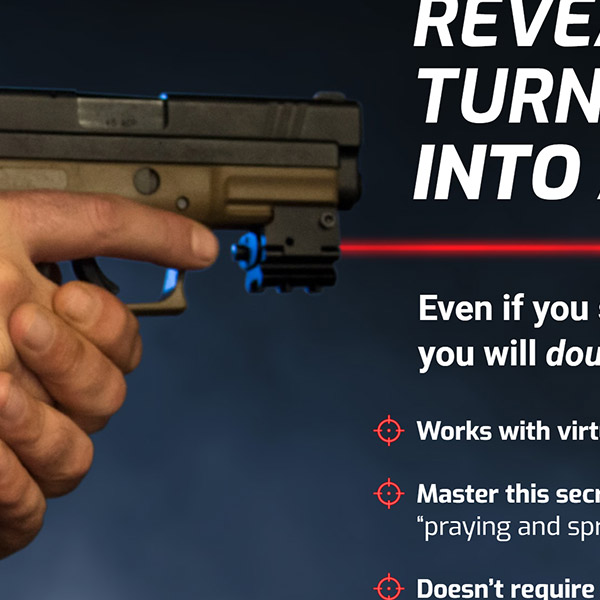 REVEA
TURN
INTO
Even if you
you will dou
Works with virt
Master this secr
“praying and spr
Doesn’t require